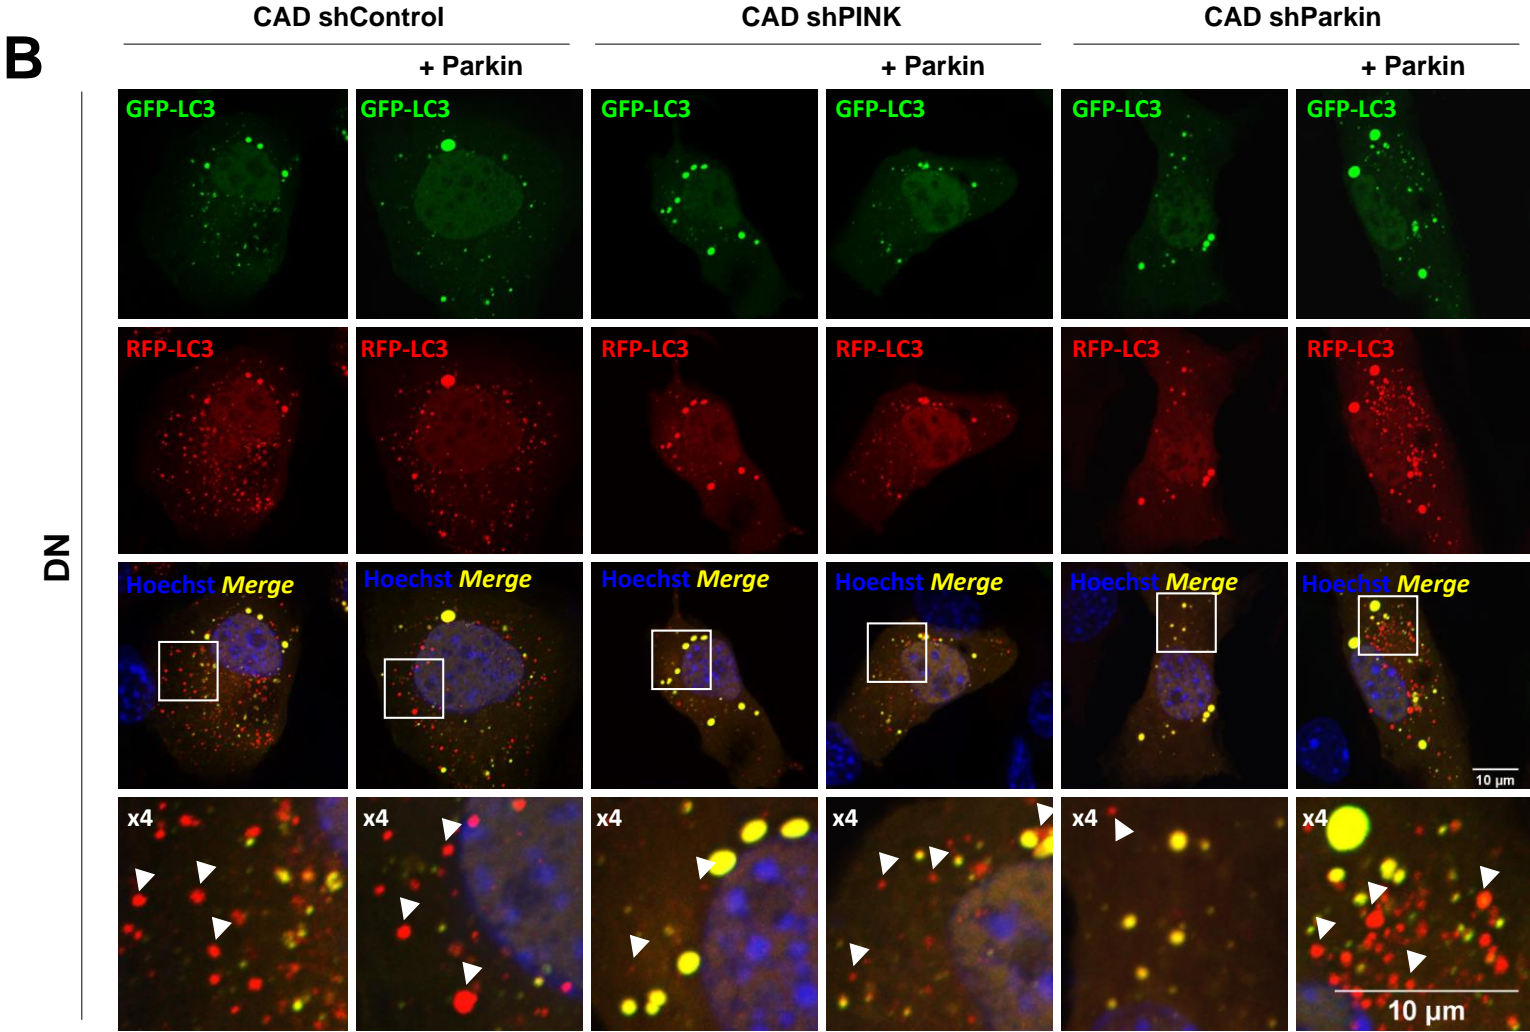 CAD shControl CAD shPINK CAD shParkin
B
+ Parkin + Parkin + Parkin
GFP-LC3 GFP-LC3 GFP-LC3 GFP-LC3 GFP-LC3 GFP-LC3
RFP-LC3 RFP-LC3 RFP-LC3 RFP-LC3 RFP-LC3 RFP-LC3
DN
Hoechst Merge Hoechst Merge Hoechst Merge Hoechst Merge Hoechst Merge Hoechst Merge
10 µm
x4 x4 x4 x4 x4 x4
10 µm